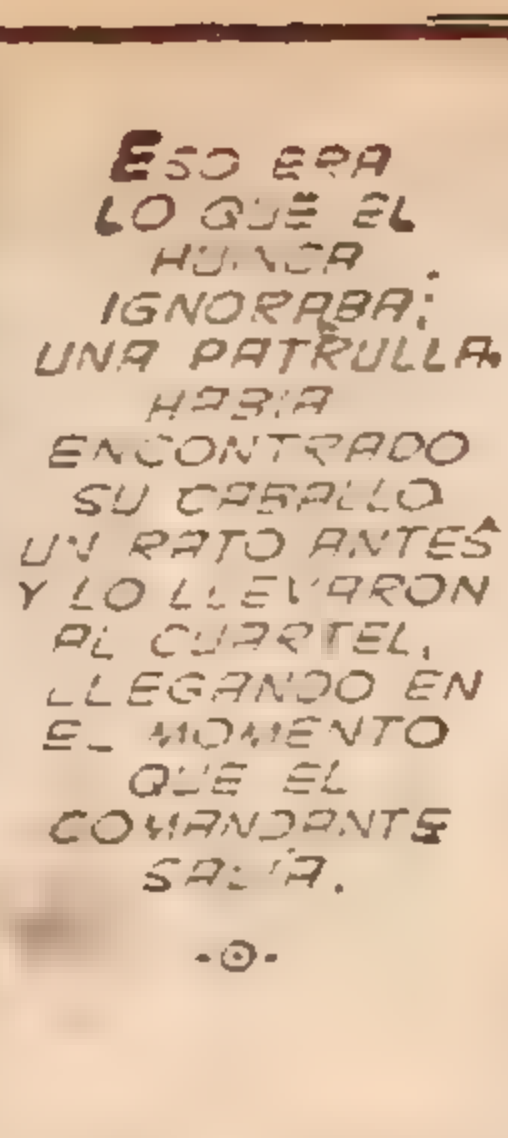 ESO ERA
LO QUE EL
HUINCA
IGNORABA:
UNA PATRULLA
HABIA
ENCONTRADO
SU CABALLO
UN RATO ANTES
Y LO LLEVARON
AL CUARTEL,
LLEGANDO EN
EL MOMENTO
QUE EL
COMANDANTE
SALÍA.